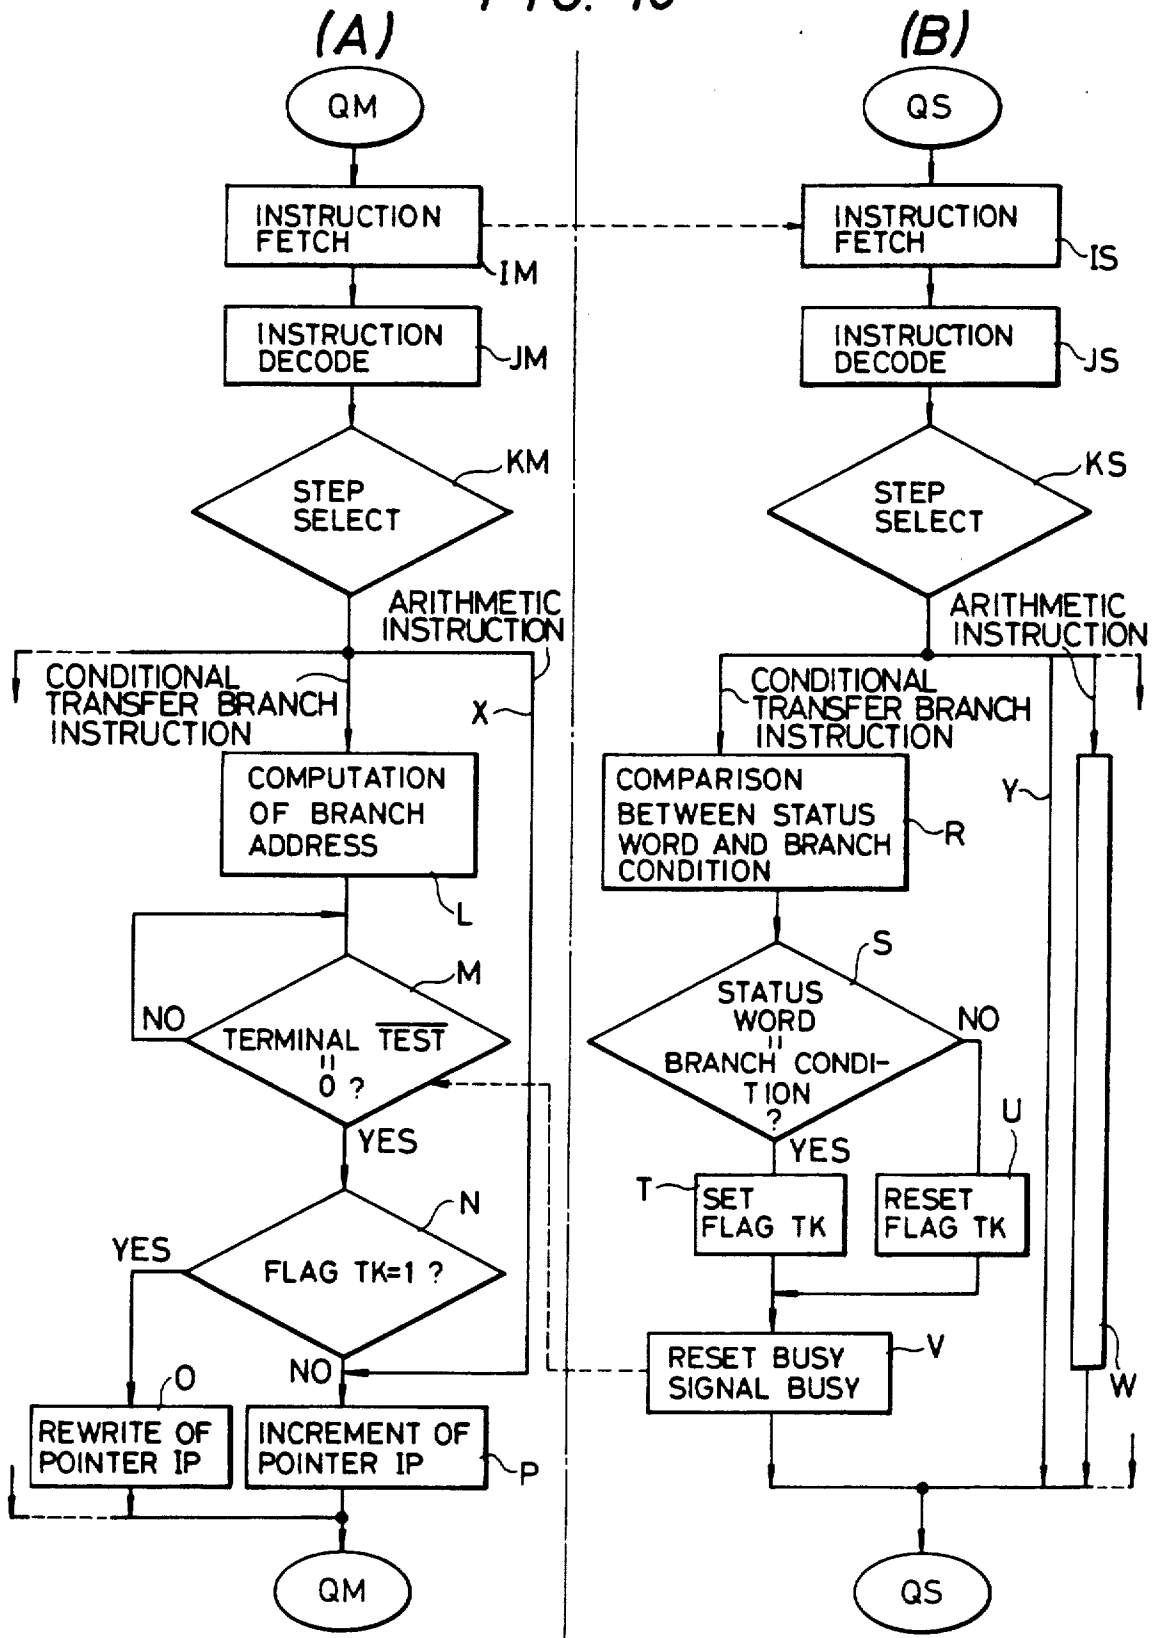 (A)
QM
INSTRUCTION
FETCH
IM
INSTRUCTION
DECODE
JM
KM
STEP
SELECT
ARITHMETIC
INSTRUCTION
CONDITIONAL
TRANSFER BRANCH
INSTRUCTION
X
COMPUTATION
OF BRANCH
ADDRESS
L
M
NO
TERMINAL T̅E̅S̅T̅
=
0 ?
YES
N
YES
FLAG TK=1 ?
NO
O
REWRITE OF
POINTER IP
INCREMENT OF
POINTER IP
P
QM
(B)
QS
INSTRUCTION
FETCH
IS
INSTRUCTION
DECODE
JS
KS
STEP
SELECT
ARITHMETIC
INSTRUCTION
CONDITIONAL
TRANSFER BRANCH
INSTRUCTION
COMPARISON
BETWEEN STATUS
WORD AND BRANCH
CONDITION
R
Y
S
STATUS
WORD
=
BRANCH CONDI-
TION
?
NO
YES
U
T
SET
FLAG TK
RESET
FLAG TK
RESET BUSY
SIGNAL BUSY
V
W
QS